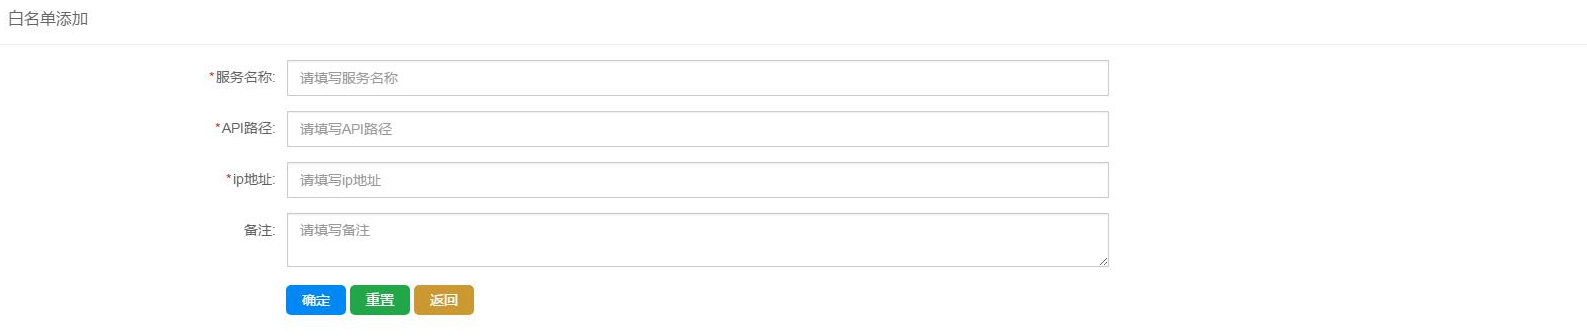 白名单添加
*服务名称: 请填写服务名称
*API路径: 请填写API路径
*ip地址: 请填写ip地址
备注: 请填写备注
确定 重置 返回